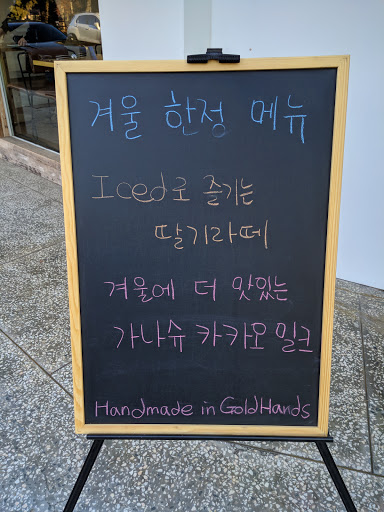 겨울 한정 메뉴
Iced로 즐기는
딸기라떼
겨울에 더 맛있는
가나슈 카카오 밀크
Handmade in GoldHands